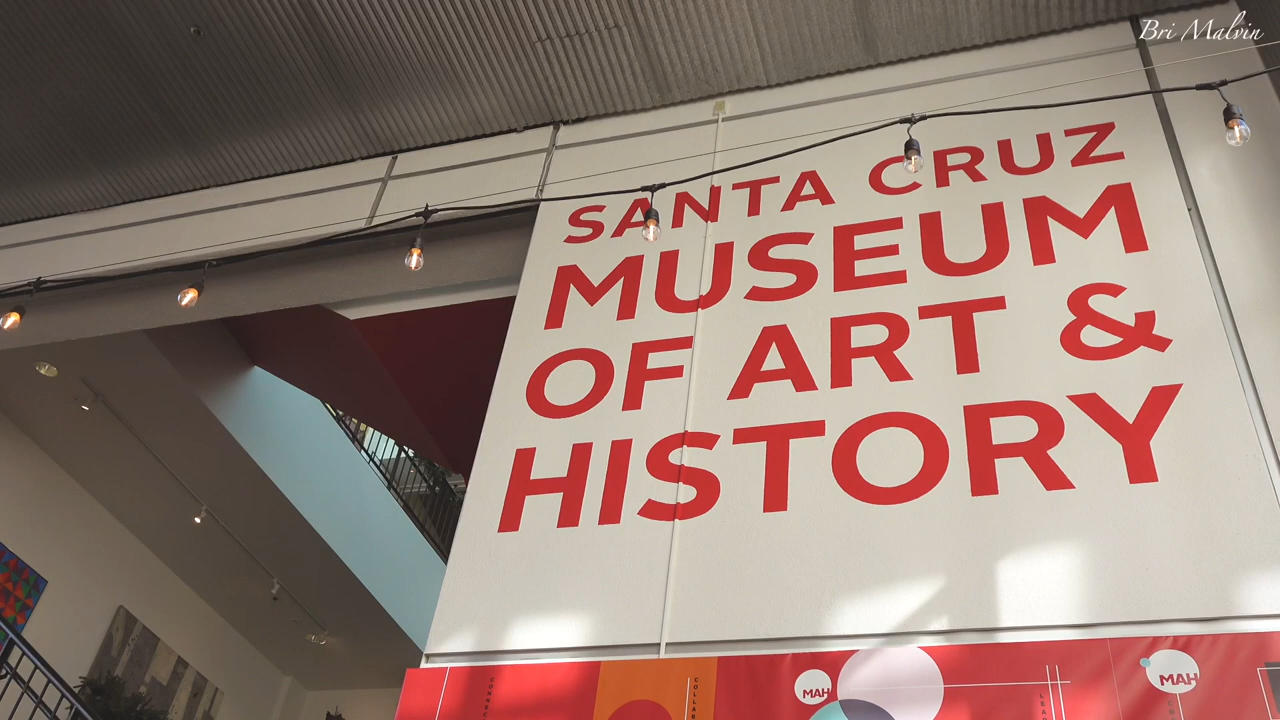 Bri Malvin
SANTA CRUZ
MUSEUM
OF ART &
HISTORY
MAH
MAH